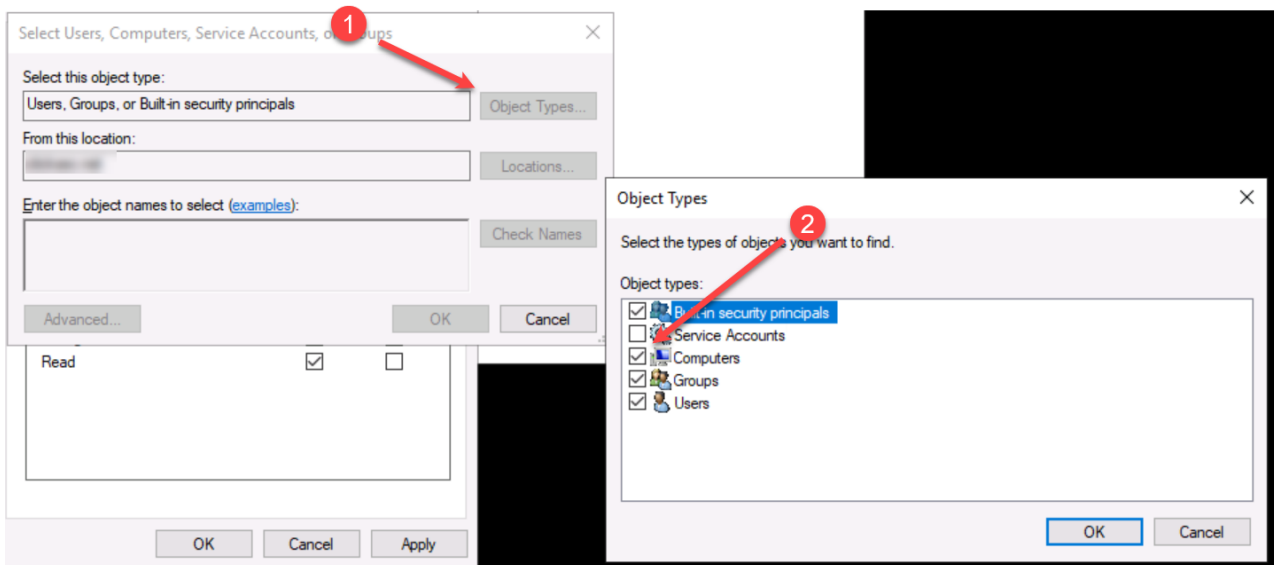 1
Select Users, Computers, Service Accounts, or Groups
Select this object type:
Users, Groups, or Built-in security principals
Object Types...
From this location:
Locations...
Enter the object names to select (examples):
Check Names
Advanced...
OK
Cancel
Read
OK
Cancel
Apply
Object Types
2
Select the types of objects you want to find.
Object types:
Built-in security principals
Service Accounts
Computers
Groups
Users
OK
Cancel